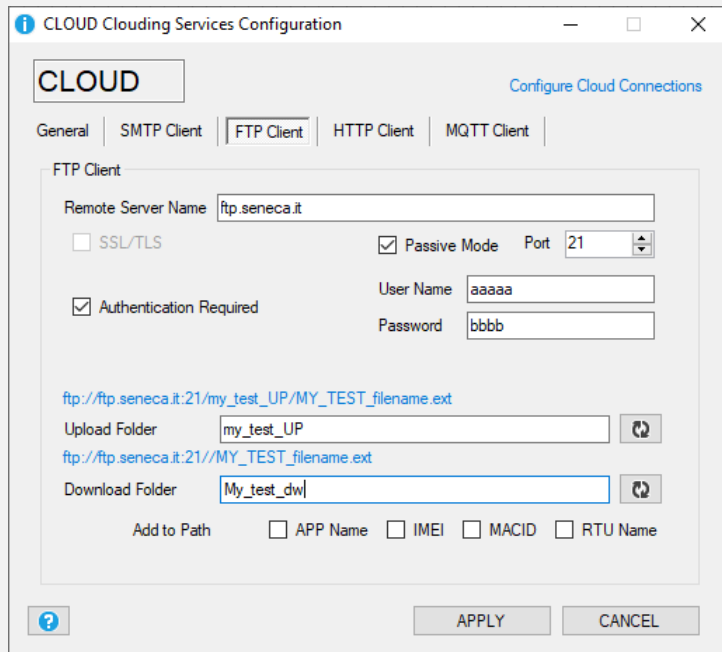 CLOUD Clouding Services Configuration
CLOUD
Configure Cloud Connections
General SMTP Client FTP Client HTTP Client MQTT Client
FTP Client
Remote Server Name ftp.seneca.it
SSL/TLS Passive Mode Port 21
User Name aaaaa
Authentication Required
Password bbbb
ftp://ftp.seneca.it:21/my_test_UP/MY_TEST_filename.ext
Upload Folder my_test_UP
ftp://ftp.seneca.it:21//MY_TEST_filename.ext
Download Folder My_test_dw
Add to Path APP Name IMEI MACID RTU Name
? APPLY CANCEL